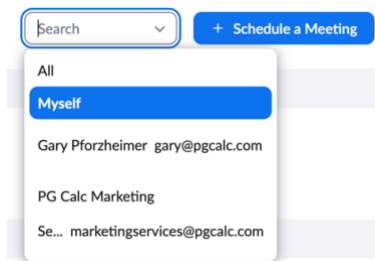 Search
+ Schedule a Meeting
All
Myself
Gary Pforzheimer gary@pgcalc.com
PG Calc Marketing
Se... marketingservices@pgcalc.com